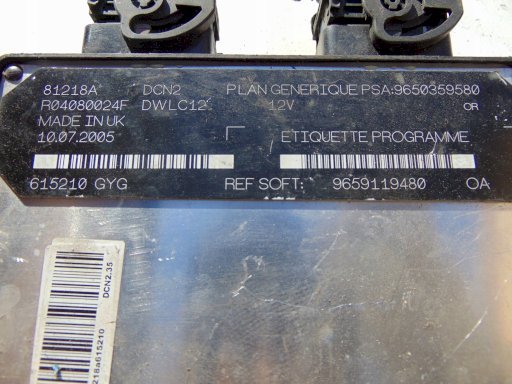 81218A DCN2 PLAN GENERIQUE PSA:9650359580
R04080024F DWLC12 12V OR
MADE IN UK
10.07.2005 ETIQUETTE PROGRAMME
615210 GYG REF SOFT: 9659119480 OA
DCN2.35
218a615210